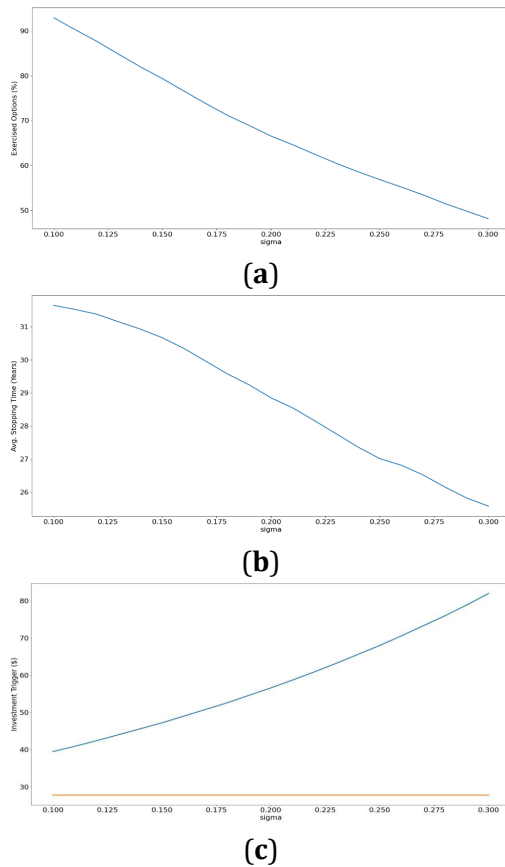 90
80
70
60
50
Exercised Options (%)
0.100 0.125 0.150 0.175 0.200 0.225 0.250 0.275 0.300
sigma
(a)
31
30
29
28
27
26
Avg. Stopping Time (Years)
0.100 0.125 0.150 0.175 0.200 0.225 0.250 0.275 0.300
sigma
(b)
80
70
60
50
40
30
Investment Trigger ($)
0.100 0.125 0.150 0.175 0.200 0.225 0.250 0.275 0.300
sigma
(c)